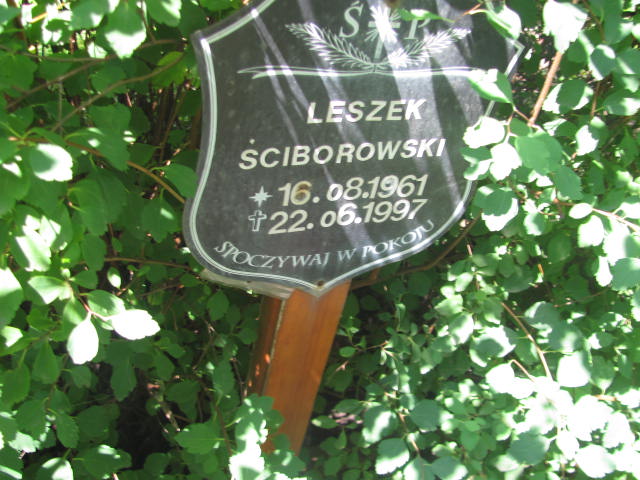 Ś P
LESZEK
ŚCIBOROWSKI
16. 08.1961
22. 06.1997
SPOCZYWAJ W POKOJU